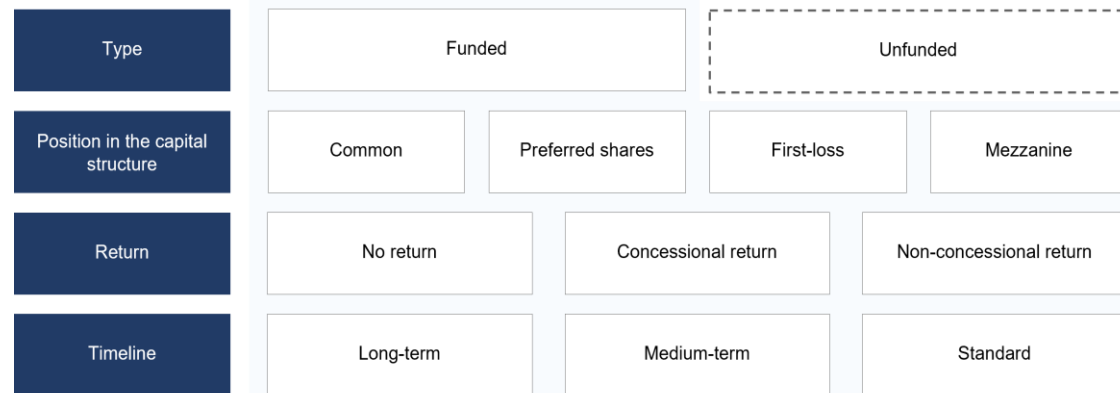 Type
Funded
Unfunded
Position in the capital
structure
Common
Preferred shares
First-loss
Mezzanine
Return
No return
Concessional return
Non-concessional return
Timeline
Long-term
Medium-term
Standard